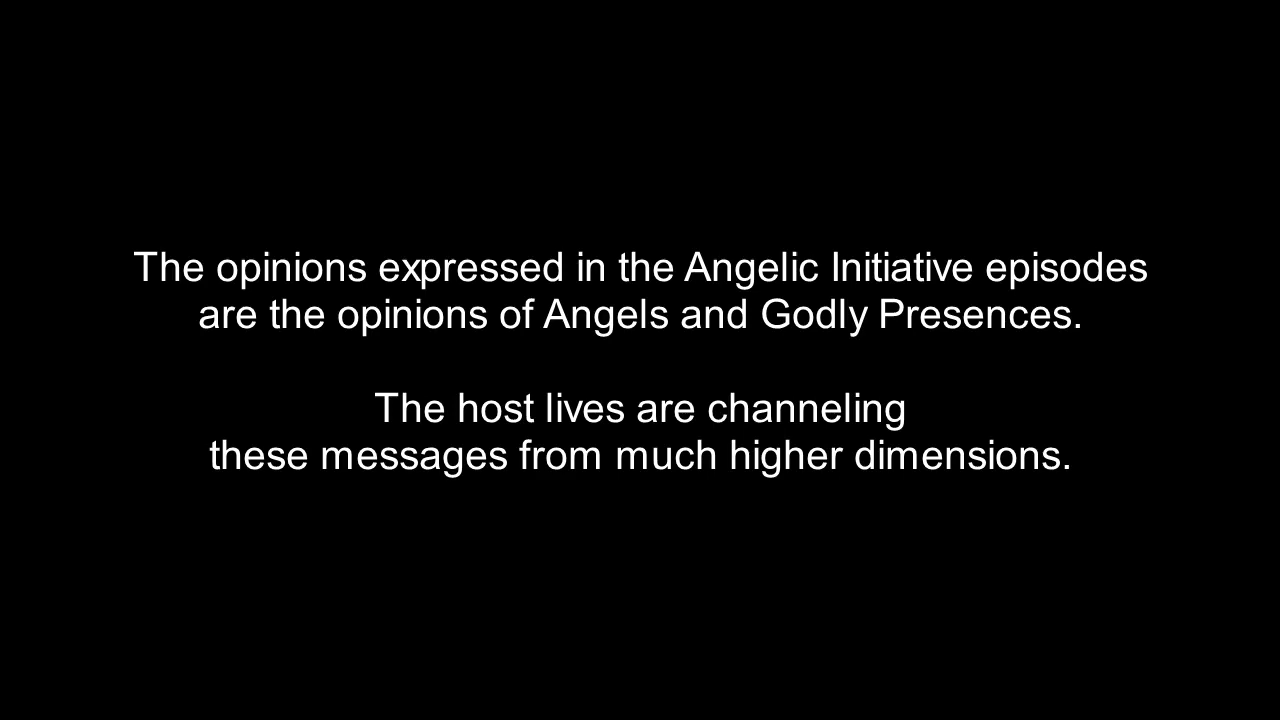 The opinions expressed in the Angelic Initiative episodes
are the opinions of Angels and Godly Presences.
The host lives are channeling
these messages from much higher dimensions.